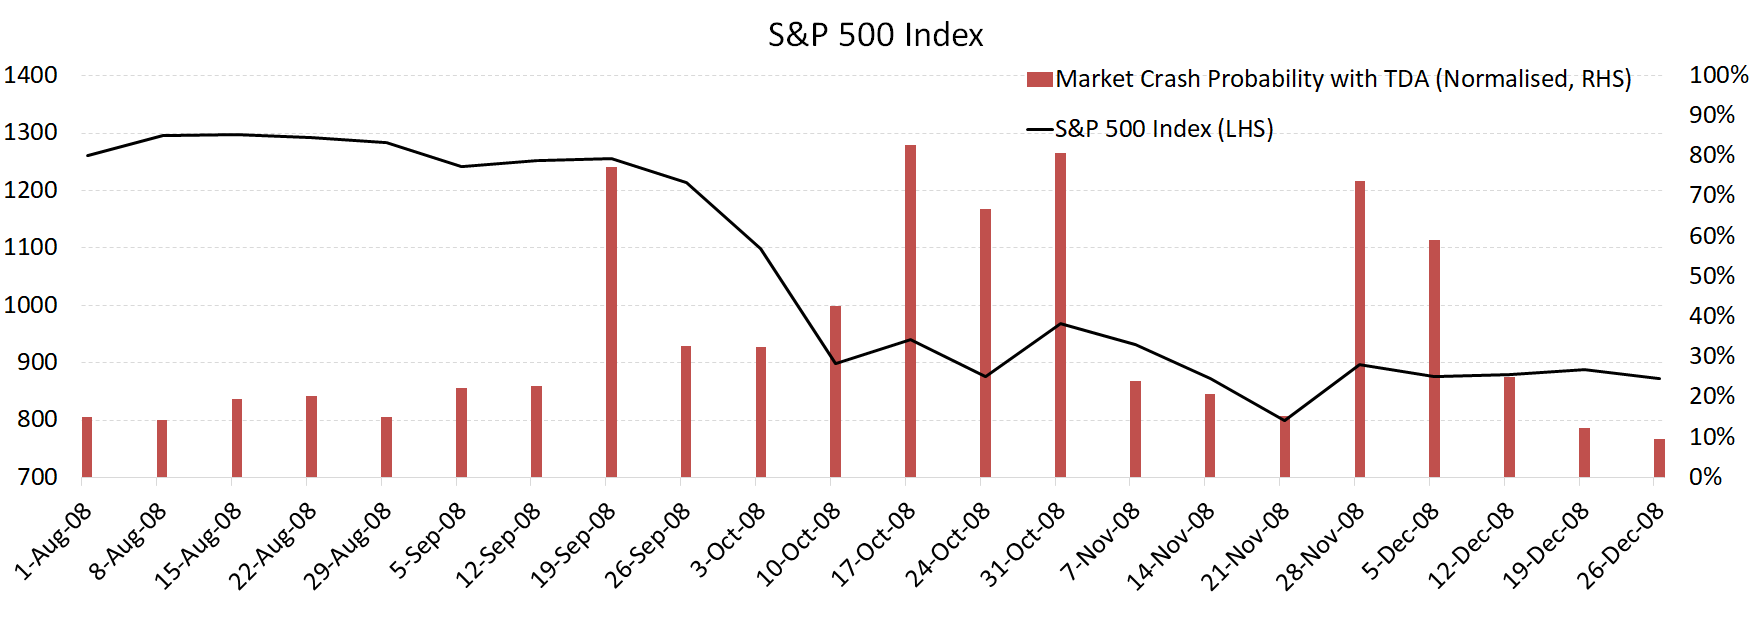 S&P 500 Index
Market Crash Probability with TDA (Normalised, RHS)
S&P 500 Index (LHS)
1400
1300
1200
1100
1000
900
800
700
100%
90%
80%
70%
60%
50%
40%
30%
20%
10%
0%
1-Aug-08
8-Aug-08
15-Aug-08
22-Aug-08
29-Aug-08
5-Sep-08
12-Sep-08
19-Sep-08
26-Sep-08
3-Oct-08
10-Oct-08
17-Oct-08
24-Oct-08
31-Oct-08
7-Nov-08
14-Nov-08
21-Nov-08
28-Nov-08
5-Dec-08
12-Dec-08
19-Dec-08
26-Dec-08